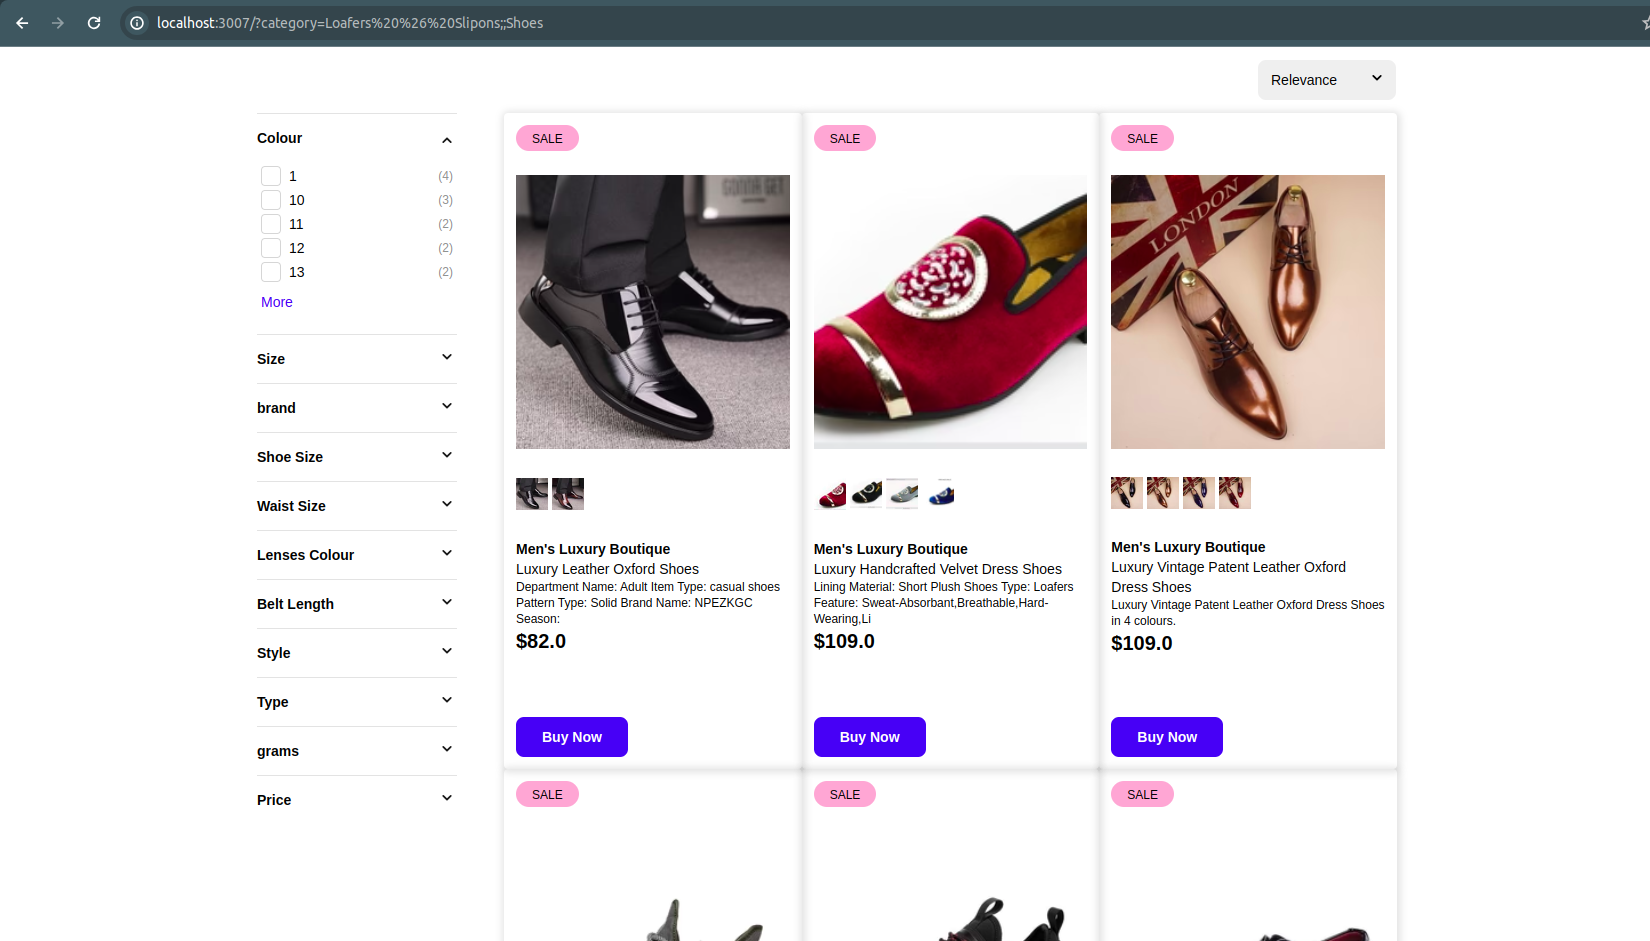 localhost:3007/?category=Loafers%20%26%20Slipons;;Shoes
Relevance
Colour
1 (4)
10 (3)
11 (2)
12 (2)
13 (2)
More
Size
brand
Shoe Size
Waist Size
Lenses Colour
Belt Length
Style
Type
grams
Price
SALE
GONNA GET
Men's Luxury Boutique
Luxury Leather Oxford Shoes
Department Name: Adult Item Type: casual shoes
Pattern Type: Solid Brand Name: NPEZKGC
Season:
$82.0
Buy Now
SALE
Men's Luxury Boutique
Luxury Handcrafted Velvet Dress Shoes
Lining Material: Short Plush Shoes Type: Loafers
Feature: Sweat-Absorbant,Breathable,Hard-
Wearing,Li
$109.0
Buy Now
SALE
LONDON
Men's Luxury Boutique
Luxury Vintage Patent Leather Oxford
Dress Shoes
Luxury Vintage Patent Leather Oxford Dress Shoes
in 4 colours.
$109.0
Buy Now
SALE
SALE
SALE